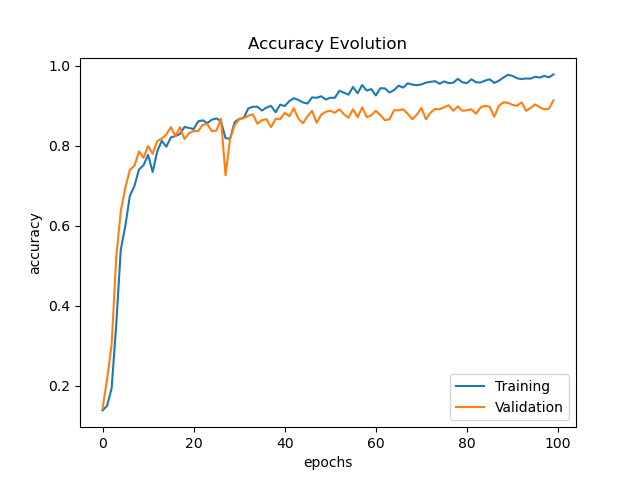 Accuracy Evolution
1.0
0.8
0.6
0.4
0.2
accuracy
0 20 40 60 80 100
epochs
Training
Validation